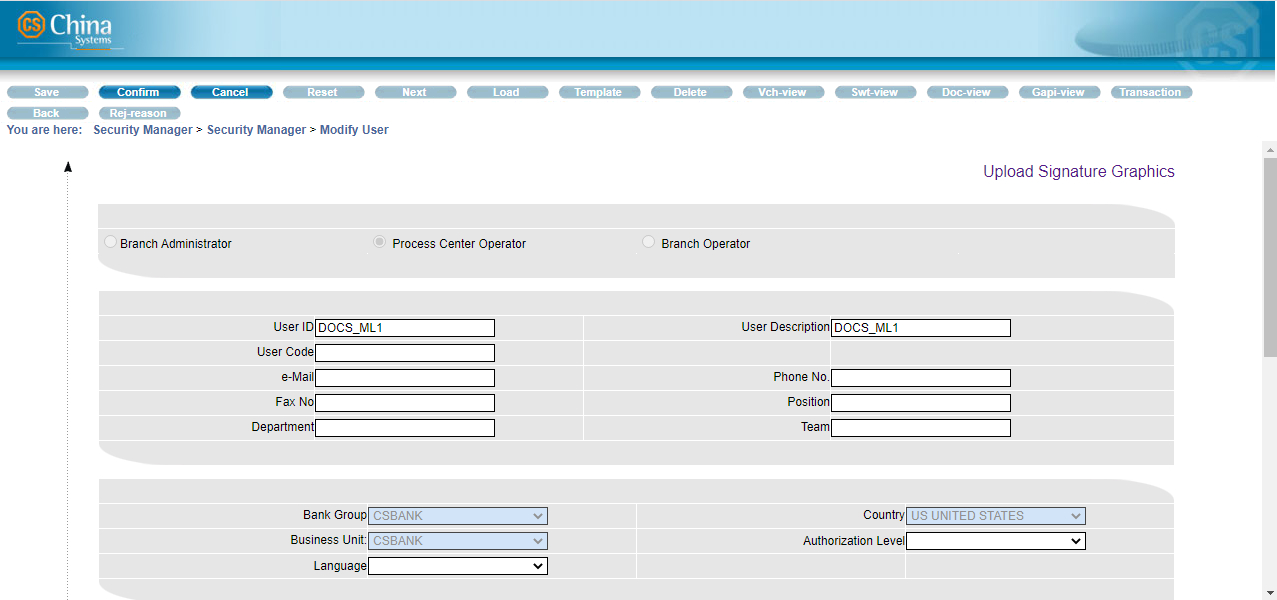 CS China
Systems
CS
Save Confirm Cancel Reset Next Load Template Delete Vch-view Swt-view Doc-view Gapi-view Transaction
Back Rej-reason
You are here: Security Manager > Security Manager > Modify User
Upload Signature Graphics
Branch Administrator Process Center Operator Branch Operator
User ID DOCS_ML1 User Description DOCS_ML1
User Code
e-Mail Phone No.
Fax No Position
Department Team
Bank Group CSBANK Country US UNITED STATES
Business Unit: CSBANK Authorization Level
Language